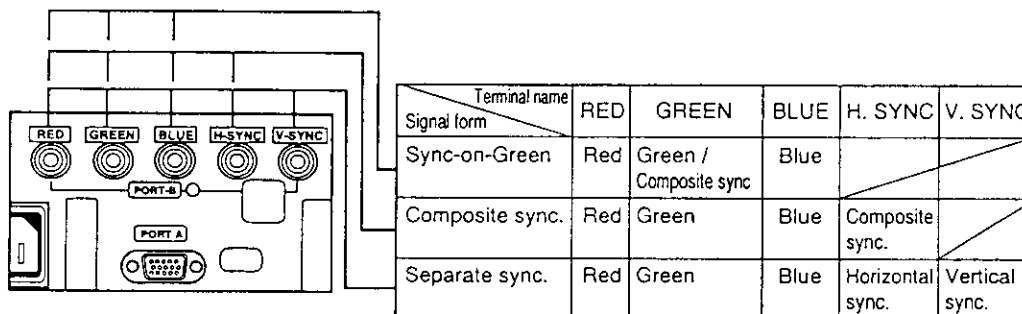 RED GREEN BLUE H-SYNC V-SYNC
PORT-B
PORT A
Terminal name
Signal form
RED GREEN BLUE H. SYNC V. SYNC
Sync-on-Green Red Green / Composite sync Blue
Composite sync. Red Green Blue Composite sync.
Separate sync. Red Green Blue Horizontal sync. Vertical sync.